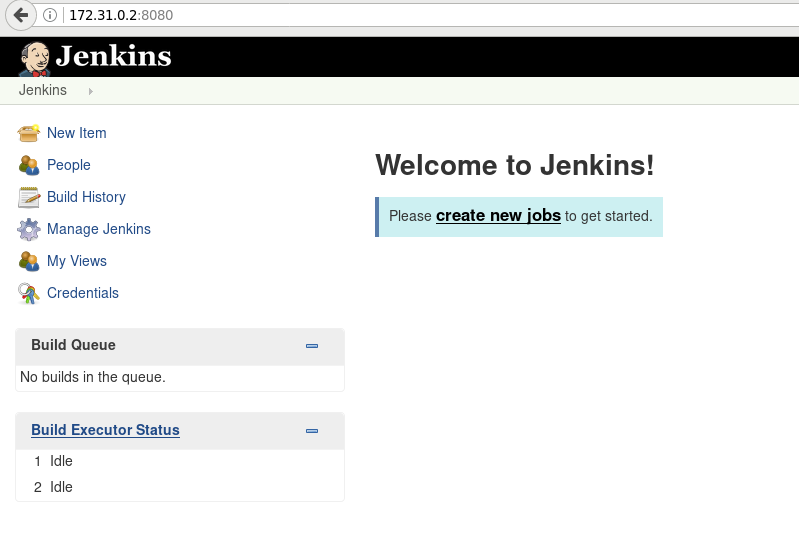 172.31.0.2:8080
Jenkins
Jenkins
New Item
People
Build History
Manage Jenkins
My Views
Credentials
Welcome to Jenkins!
Please create new jobs to get started.
Build Queue
No builds in the queue.
Build Executor Status
1 Idle
2 Idle